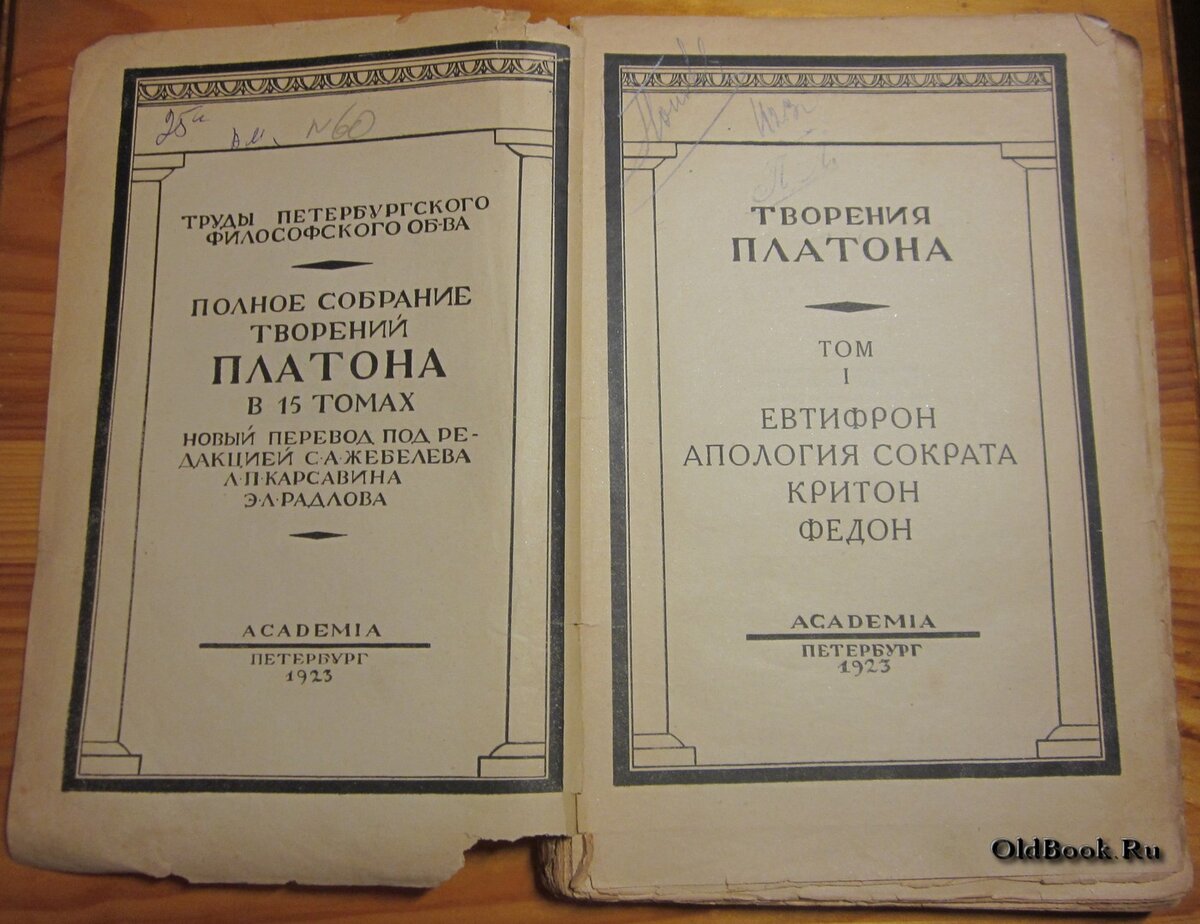 №60
ТРУДЫ ПЕТЕРБУРГСКОГО
ФИЛОСОФСКОГО ОБ-ВА
ПОЛНОЕ СОБРАНИЕ
ТВОРЕНИЙ
ПЛАТОНА
В 15 ТОМАХ
НОВЫЙ ПЕРЕВОД ПОД РЕ-
ДАКЦИЕЙ С·А·ЖЕБЕЛЕВА
Л·П·КАРСАВИНА
Э·Л·РАДЛОВА
ACADEMIA
ПЕТЕРБУРГ
1923
ТВОРЕНИЯ
ПЛАТОНА
ТОМ
I
ЕВТИФРОН
АПОЛОГИЯ СОКРАТА
КРИТОН
ФЕДОН
ACADEMIA
ПЕТЕРБУРГ
1923
OldBook.Ru